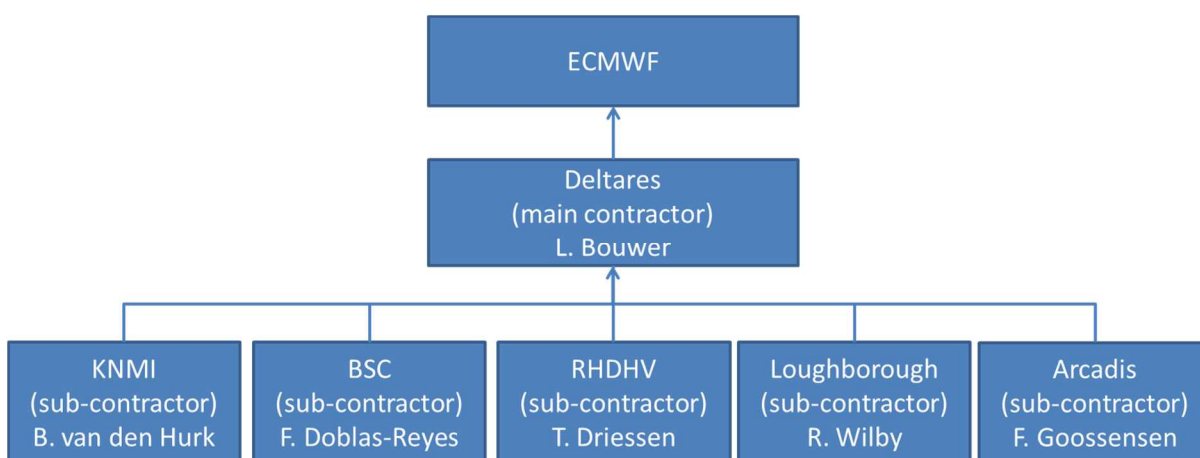 ECMWF
Deltares
(main contractor)
L. Bouwer
KNMI
(sub-contractor)
B. van den Hurk
BSC
(sub-contractor)
F. Doblas-Reyes
RHDHV
(sub-contractor)
T. Driessen
Loughborough
(sub-contractor)
R. Wilby
Arcadis
(sub-contractor)
F. Goossensen